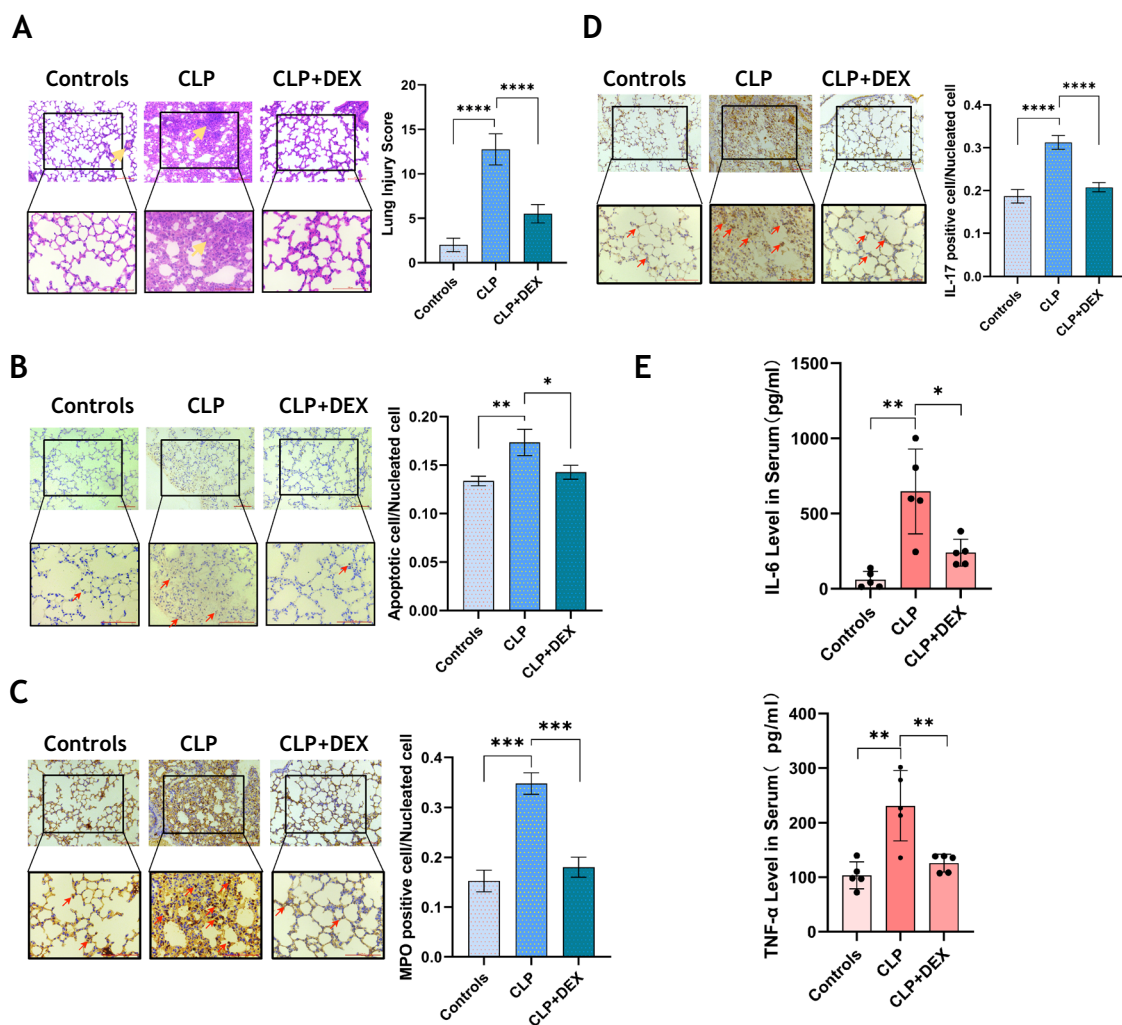 A
Controls CLP CLP+DEX
Lung Injury Score
20
15
10
5
0
**** ****
Controls
CLP
CLP+DEX
D
Controls CLP CLP+DEX
IL-17 positive cell/Nucleated cell
0.4
0.3
0.2
0.1
0.0
**** ****
Controls
CLP
CLP+DEX
B
Controls CLP CLP+DEX
Apoptotic cell/Nucleated cell
0.20
0.15
0.10
0.05
0.00
** *
Controls
CLP
CLP+DEX
E
IL-6 Level in Serum(pg/ml)
1500
1000
500
0
** *
Controls
CLP
CLP+DEX
C
Controls CLP CLP+DEX
MPO positive cell/Nucleated cell
0.4
0.3
0.2
0.1
0.0
*** ***
Controls
CLP
CLP+DEX
TNF-α Level in Serum( pg/ml)
400
300
200
100
0
** **
Controls
CLP
CLP+DEX